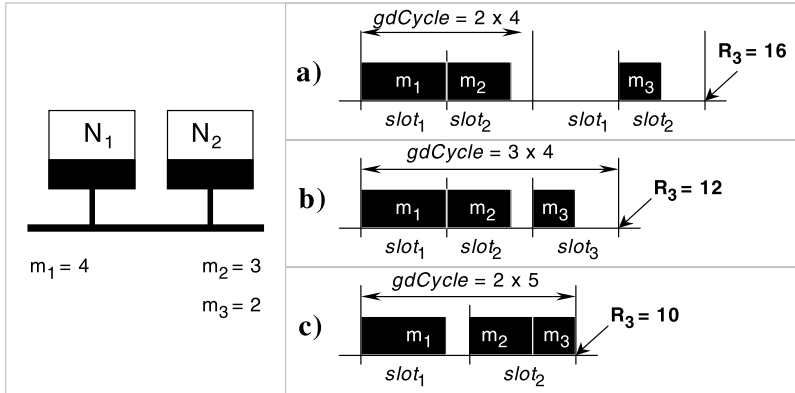 N₁ N₂
m₁ = 4 m₂ = 3
m₃ = 2
a)
gdCycle = 2 x 4
m₁ m₂ m₃
R₃ = 16
slot₁ slot₂ slot₁ slot₂
b)
gdCycle = 3 x 4
m₁ m₂ m₃
R₃ = 12
slot₁ slot₂ slot₃
c)
gdCycle = 2 x 5
m₁ m₂ m₃
R₃ = 10
slot₁ slot₂